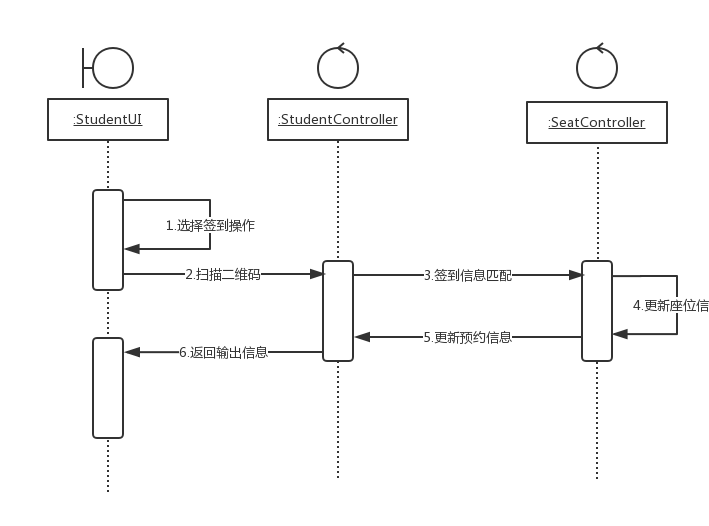 :StudentUI
:StudentController
:SeatController
1.选择签到操作
2.扫描二维码
3.签到信息匹配
4.更新座位信
5.更新预约信息
6.返回输出信息